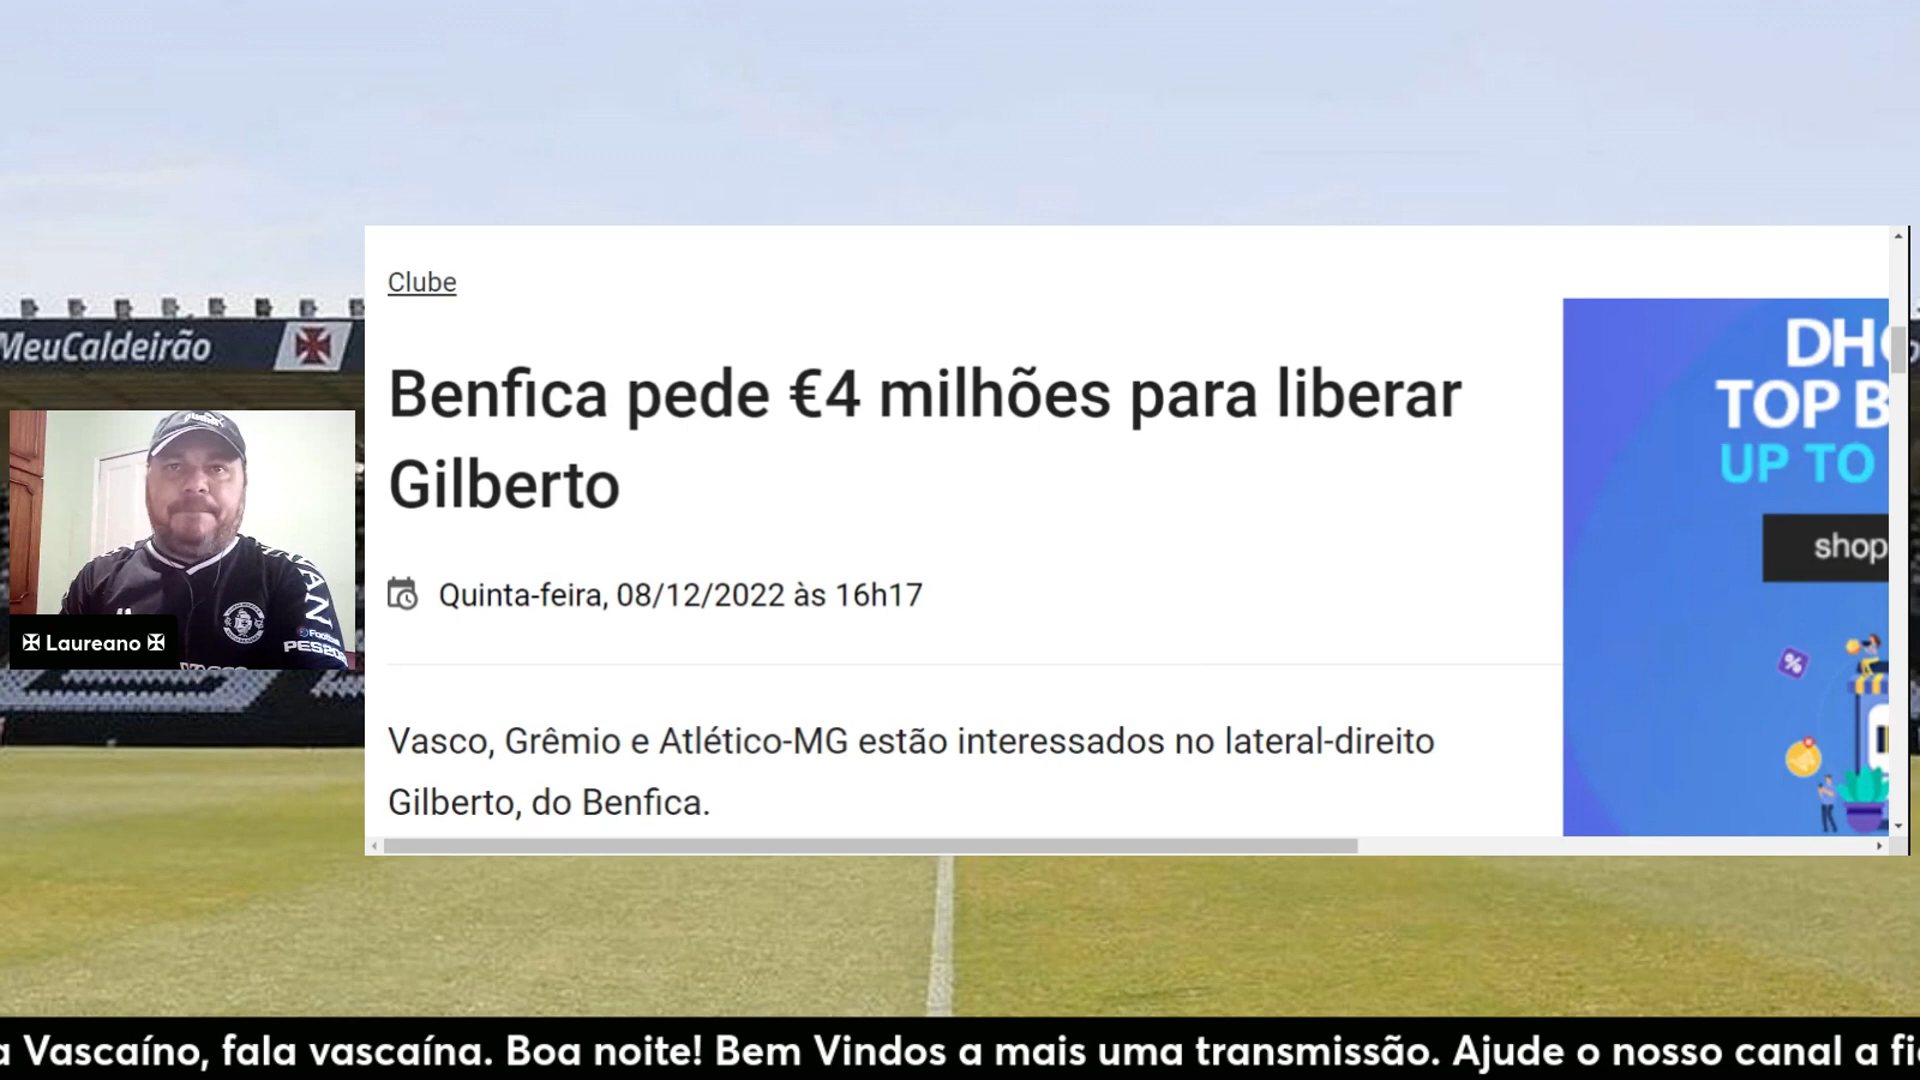 Clube
Benfica pede €4 milhões para liberar
Gilberto
Quinta-feira, 08/12/2022 às 16h17
Vasco, Grêmio e Atlético-MG estão interessados no lateral-direito
Gilberto, do Benfica.
DH
TOP B
UP TO
shop
%
MeuCaldeirão
✠ Laureano ✠
a Vascaíno, fala vascaína. Boa noite! Bem Vindos a mais uma transmissão. Ajude o nosso canal a fi